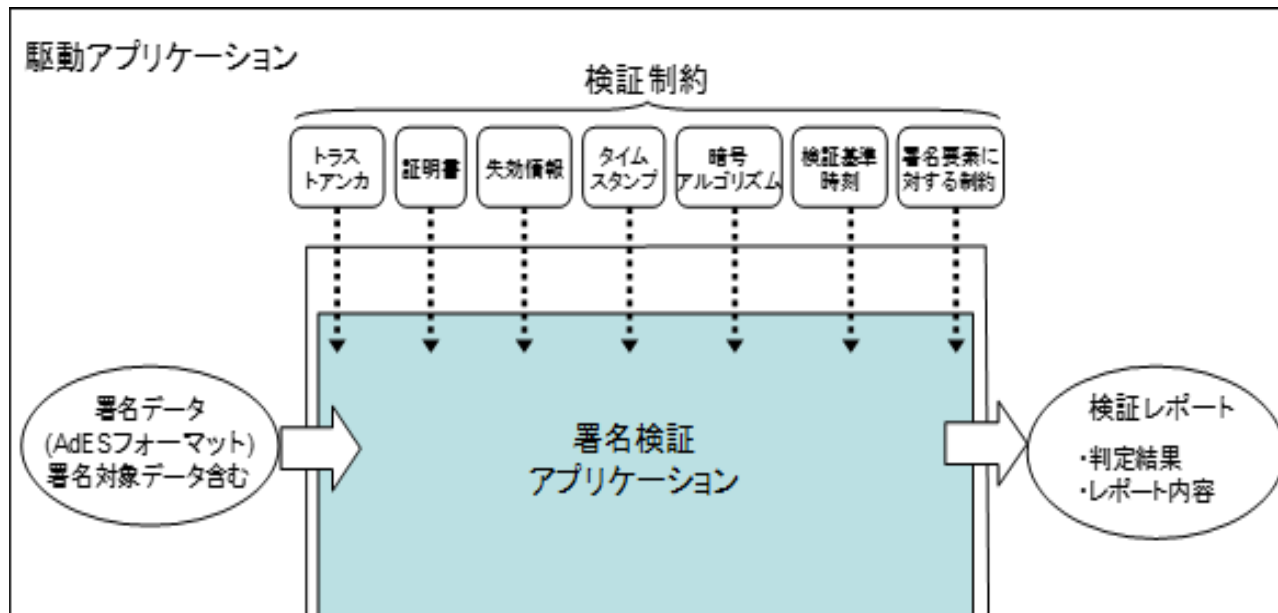 駆動アプリケーション
検証制約
トラス
トアンカ
証明書
失効情報
タイム
スタンプ
暗号
アルゴリズム
検証基準
時刻
署名要素に
対する制約
署名データ
(AdESフォーマット)
署名対象データ含む
署名検証
アプリケーション
検証レポート
・判定結果
・レポート内容